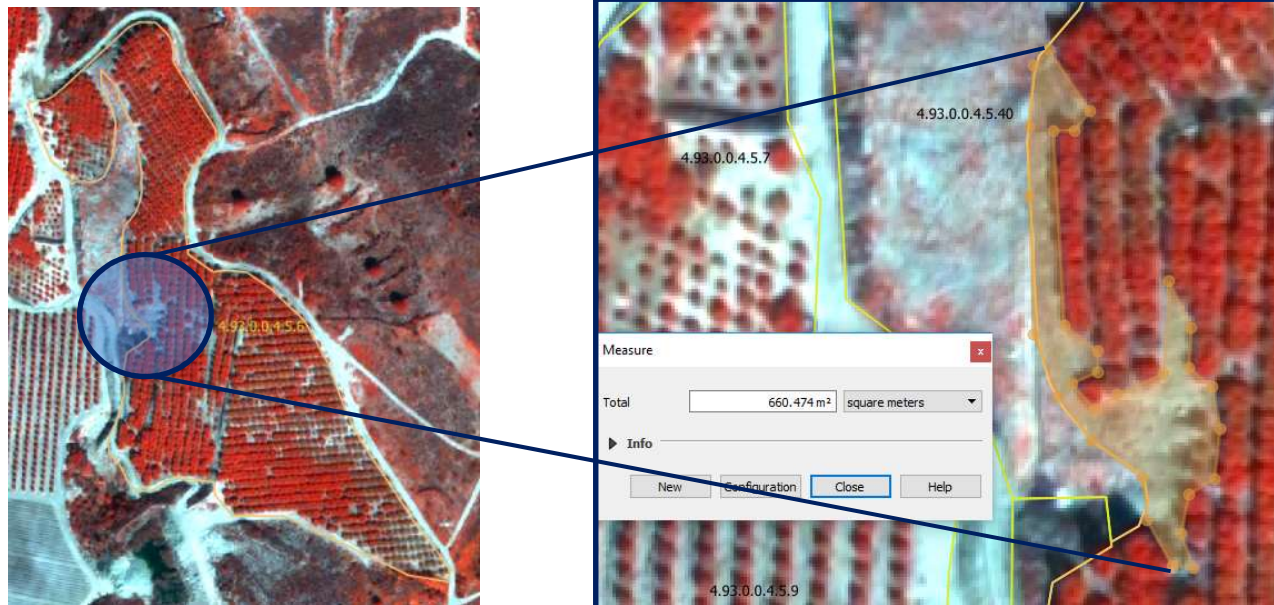 4.93.0.0.4.5.6
4.93.0.0.4.5.40
4.93.0.0.4.5.7
Measure
x
Total
660.474 m²
square meters
Info
New
Configuration
Close
Help
4.93.0.0.4.5.9